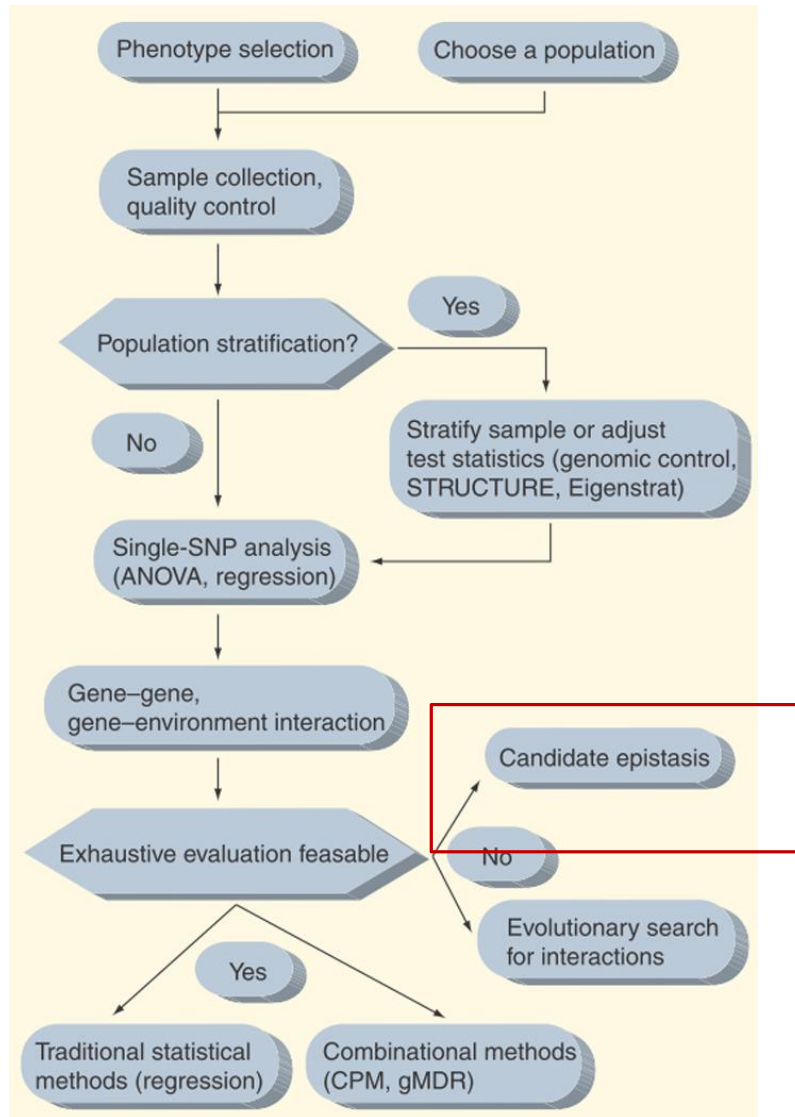 Phenotype selection
Choose a population
Sample collection,
quality control
Yes
Population stratification?
No
Stratify sample or adjust
test statistics (genomic control,
STRUCTURE, Eigenstrat)
Single-SNP analysis
(ANOVA, regression)
Gene–gene,
gene–environment interaction
Candidate epistasis
Exhaustive evaluation feasable
No
Evolutionary search
for interactions
Yes
Traditional statistical
methods (regression)
Combinational methods
(CPM, gMDR)